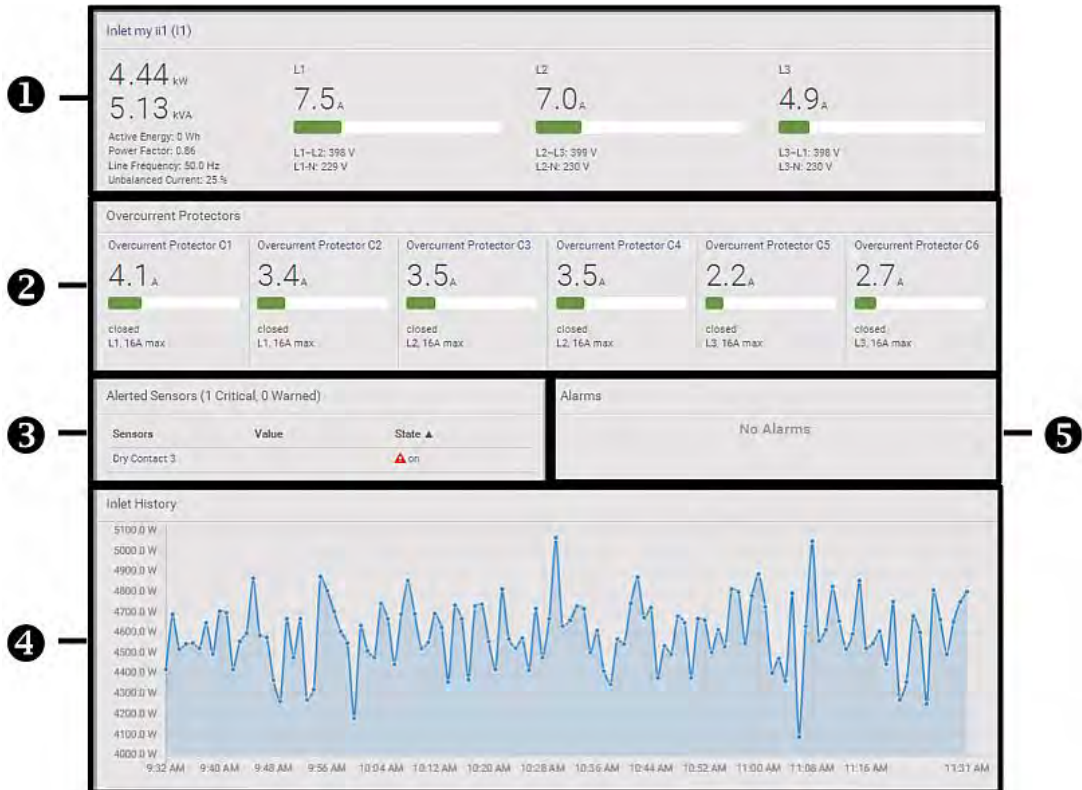 Inlet my ii1 (I1)
❶
4.44 kW
5.13 kVA
Active Energy: 0 Wh
Power Factor: 0.86
Line Frequency: 50.0 Hz
Unbalanced Current: 25 %
L1
7.5 A
L1-L2: 398 V
L1-N: 229 V
L2
7.0 A
L2-L3: 399 V
L2-N: 230 V
L3
4.9 A
L3-L1: 398 V
L3-N: 230 V
Overcurrent Protectors
❷
Overcurrent Protector C1
4.1 A
closed
L1, 16A max
Overcurrent Protector C2
3.4 A
closed
L1, 16A max
Overcurrent Protector C3
3.5 A
closed
L2, 16A max
Overcurrent Protector C4
3.5 A
closed
L2, 16A max
Overcurrent Protector C5
2.2 A
closed
L3, 16A max
Overcurrent Protector C6
2.7 A
closed
L3, 16A max
❸
Alerted Sensors (1 Critical, 0 Warned)
Sensors Value State ▲
Dry Contact 3 on
Alarms
No Alarms
❺
Inlet History
❹
5100.0 W
5000.0 W
4900.0 W
4800.0 W
4700.0 W
4600.0 W
4500.0 W
4400.0 W
4300.0 W
4200.0 W
4100.0 W
4000.0 W
9:32 AM 9:40 AM 9:48 AM 9:56 AM 10:04 AM 10:12 AM 10:20 AM 10:28 AM 10:36 AM 10:44 AM 10:52 AM 11:00 AM 11:08 AM 11:16 AM 11:31 AM